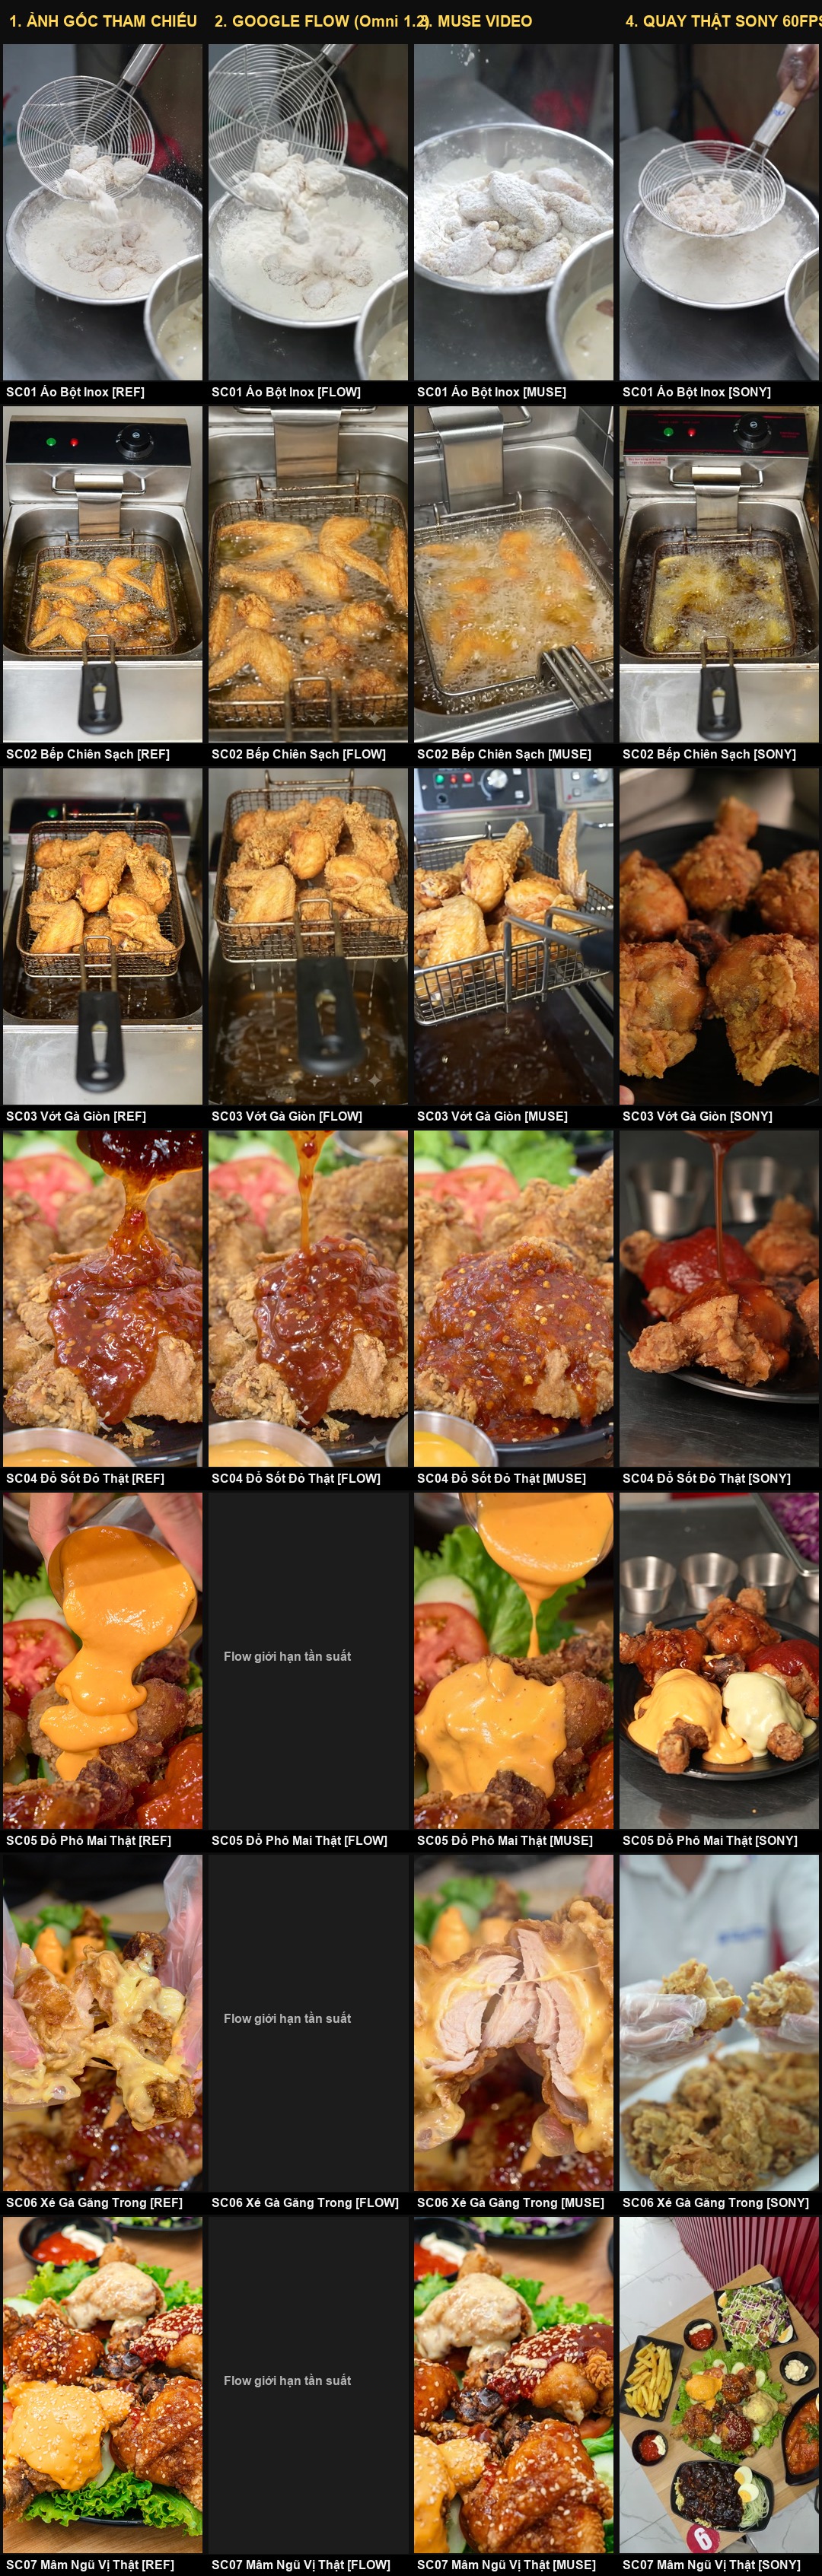 1. ẢNH GỐC THAM CHIẾU
2. GOOGLE FLOW (Omni 1.2)
3. MUSE VIDEO
4. QUAY THẬT SONY 60FPS
SC01 Áo Bột Inox [REF]
SC01 Áo Bột Inox [FLOW]
SC01 Áo Bột Inox [MUSE]
SC01 Áo Bột Inox [SONY]
SC02 Bếp Chiên Sạch [REF]
SC02 Bếp Chiên Sạch [FLOW]
SC02 Bếp Chiên Sạch [MUSE]
SC02 Bếp Chiên Sạch [SONY]
SC03 Vớt Gà Giòn [REF]
SC03 Vớt Gà Giòn [FLOW]
SC03 Vớt Gà Giòn [MUSE]
SC03 Vớt Gà Giòn [SONY]
SC04 Đổ Sốt Đỏ Thật [REF]
SC04 Đổ Sốt Đỏ Thật [FLOW]
SC04 Đổ Sốt Đỏ Thật [MUSE]
SC04 Đổ Sốt Đỏ Thật [SONY]
Flow giới hạn tần suất
SC05 Đổ Phô Mai Thật [REF]
SC05 Đổ Phô Mai Thật [FLOW]
SC05 Đổ Phô Mai Thật [MUSE]
SC05 Đổ Phô Mai Thật [SONY]
Flow giới hạn tần suất
SC06 Xé Gà Găng Trong [REF]
SC06 Xé Gà Găng Trong [FLOW]
SC06 Xé Gà Găng Trong [MUSE]
SC06 Xé Gà Găng Trong [SONY]
Flow giới hạn tần suất
6
SC07 Mâm Ngũ Vị Thật [REF]
SC07 Mâm Ngũ Vị Thật [FLOW]
SC07 Mâm Ngũ Vị Thật [MUSE]
SC07 Mâm Ngũ Vị Thật [SONY]